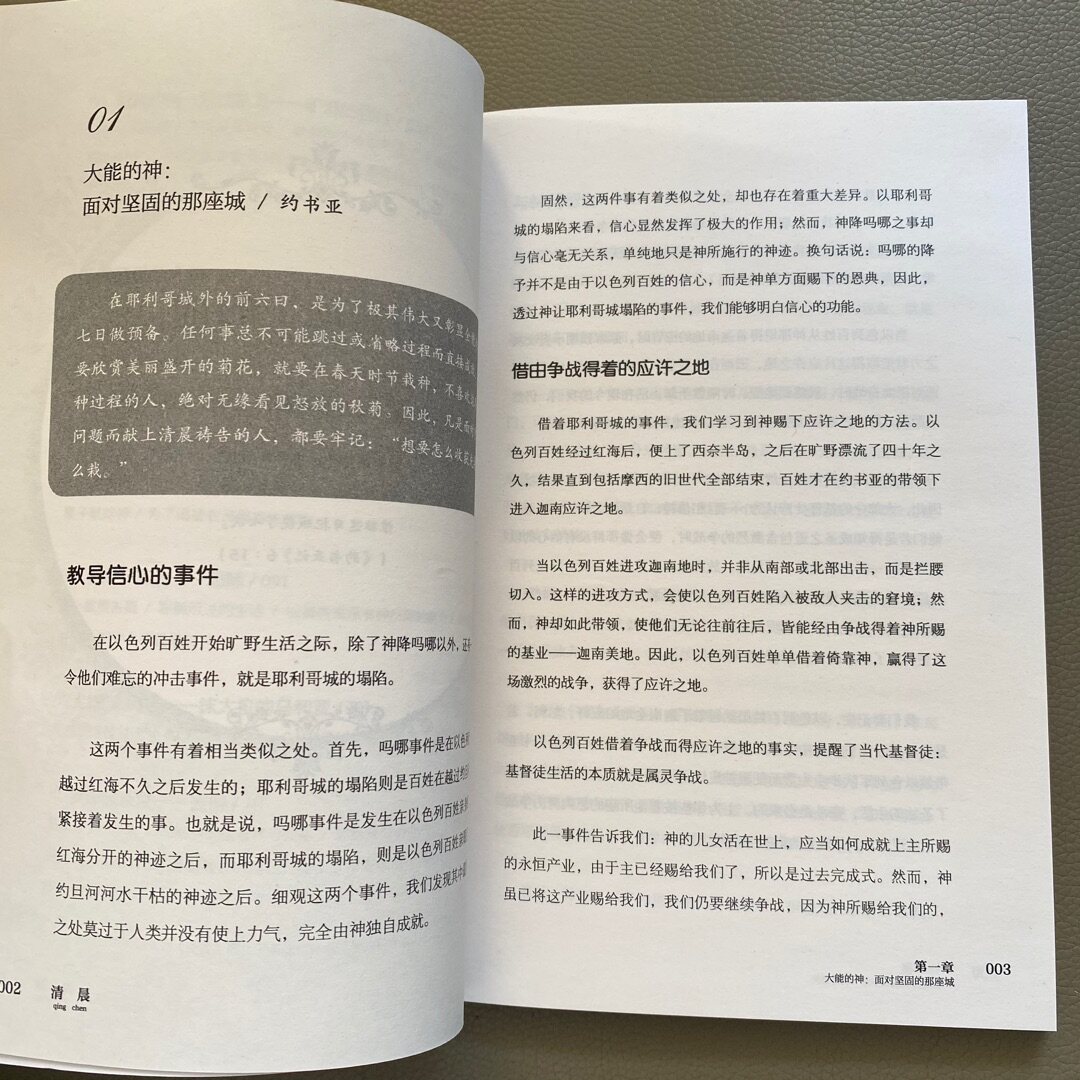 01
大能的神：
面对坚固的那座城 / 约书亚
在耶利哥城外的前六日，是为了极其伟大又彰显
七日做预备。任何事总不可能跳过或省略过程而直接
要欣赏美丽盛开的菊花，就要在春天时节栽种，不喜
种过程的人，绝对无缘看见怒放的秋菊。因此，凡是
问题而献上清晨祷告的人，都要牢记：“想要怎么收
么栽。”
教导信心的事件
在以色列百姓开始旷野生活之际，除了神降吗哪以外，还
令他们难忘的冲击事件，就是耶利哥城的塌陷。
这两个事件有着相当类似之处。首先，吗哪事件是在以色
越过红海不久之后发生的；耶利哥城的塌陷则是百姓在越过约
紧接着发生的事。也就是说，吗哪事件是发生在以色列百姓
红海分开的神迹之后，而耶利哥城的塌陷，则是以色列百姓
约旦河河水干枯的神迹之后。细观这两个事件，我们发现其
之处莫过于人类并没有使上力气，完全由神独自成就。
002 清晨
qing chen
固然，这两件事有着类似之处，却也存在着重大差异。以耶利哥
城的塌陷来看，信心显然发挥了极大的作用；然而，神降吗哪之事却
与信心毫无关系，单纯地只是神所施行的神迹。换句话说：吗哪的降
予并不是由于以色列百姓的信心，而是神单方面赐下的恩典，因此，
透过神让耶利哥城塌陷的事件，我们能够明白信心的功能。
借由争战得着的应许之地
借着耶利哥城的事件，我们学习到神赐下应许之地的方法。以
色列百姓经过红海后，便上了西奈半岛，之后在旷野漂流了四十年之
久，结果直到包括摩西的旧世代全部结束，百姓才在约书亚的带领下
进入迦南应许之地。
当以色列百姓进攻迦南地时，并非从南部或北部出击，而是拦腰
切入。这样的进攻方式，会使以色列百姓陷入被敌人夹击的窘境；然
而，神却如此带领，使他们无论往前往后，皆能经由争战得着神所赐
的基业——迦南美地。因此，以色列百姓单单借着倚靠神，赢得了这
场激烈的战争，获得了应许之地。
以色列百姓借着争战而得应许之地的事实，提醒了当代基督徒：
基督徒生活的本质就是属灵争战。
此一事件告诉我们：神的儿女活在世上，应当如何成就上主所赐
的永恒产业，由于主已经赐给我们了，所以是过去完成式。然而，神
虽已将这产业赐给我们，我们仍要继续争战，因为神所赐给我们的，
第一章 003
大能的神：面对坚固的那座城